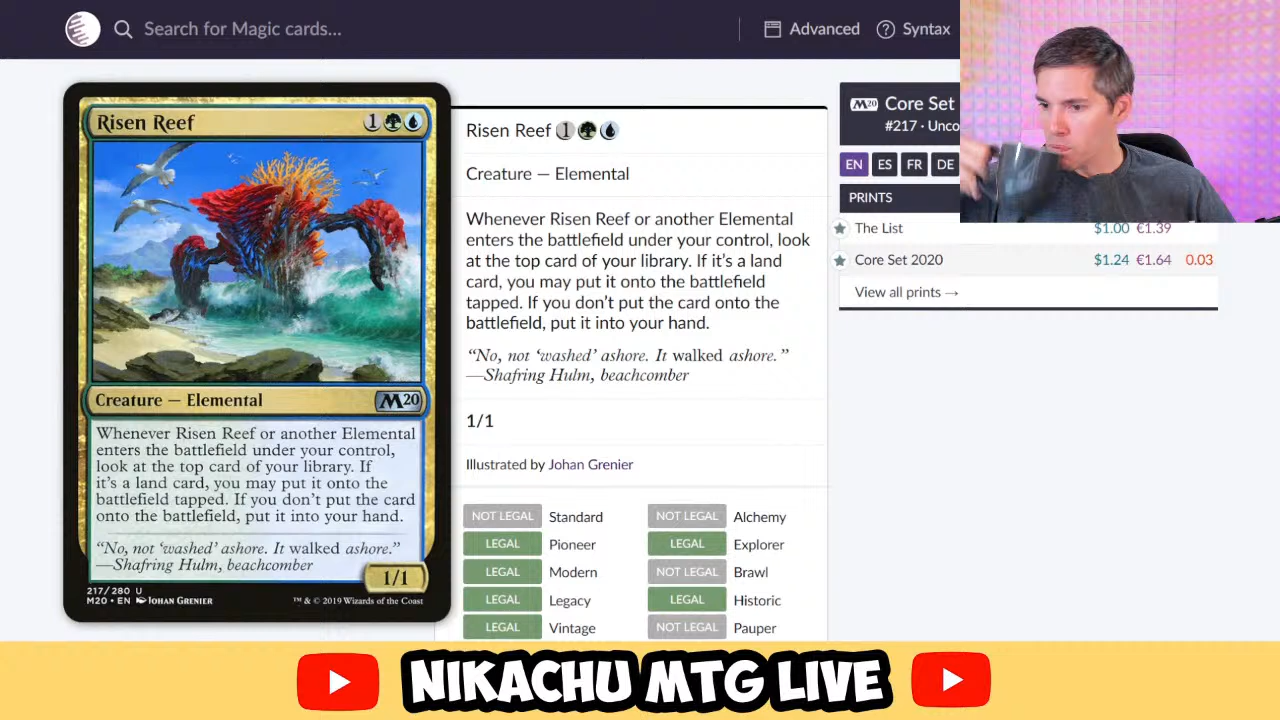 Search for Magic cards...
Advanced
Syntax
Risen Reef 1
Whenever Risen Reef or another Elemental
enters the battlefield under your control,
look at the top card of your library. If
it's a land card, you may put it onto the
battlefield tapped. If you don't put the card
onto the battlefield, put it into your hand.
"No, not 'washed' ashore. It walked ashore."
—Shafring Hulm, beachcomber
Creature — Elemental
M20
1/1
217/280 U
M20 • EN JOHAN GRENIER
™ & © 2019 Wizards of the Coast
Risen Reef 1
Creature — Elemental
Whenever Risen Reef or another Elemental
enters the battlefield under your control, look
at the top card of your library. If it's a land
card, you may put it onto the battlefield
tapped. If you don't put the card onto the
battlefield, put it into your hand.
"No, not 'washed' ashore. It walked ashore."
—Shafring Hulm, beachcomber
1/1
Illustrated by Johan Grenier
NOT LEGAL Standard NOT LEGAL Alchemy
LEGAL Pioneer LEGAL Explorer
LEGAL Modern NOT LEGAL Brawl
LEGAL Legacy LEGAL Historic
LEGAL Vintage NOT LEGAL Pauper
M20 Core Set
#217 · Unco
EN ES FR DE
PRINTS
The List $1.00 €1.39
Core Set 2020 $1.24 €1.64 0.03
View all prints →
NIKACHU MTG LIVE